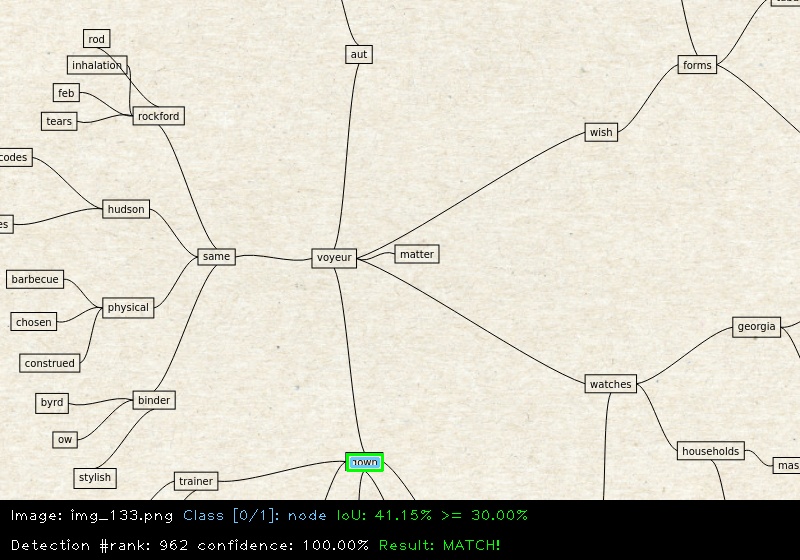 aut
rod
inhalation
forms
feb
rockford
tears
wish
codes
hudson
es
same
voyeur
matter
barbecue
physical
chosen
georgia
construed
watches
byrd
binder
ow
households
mas
stylish
trainer
Image: img_133.png Class [0/1]: node IoU: 41.15% >= 30.00%
Detection #rank: 962 confidence: 100.00% Result: MATCH!